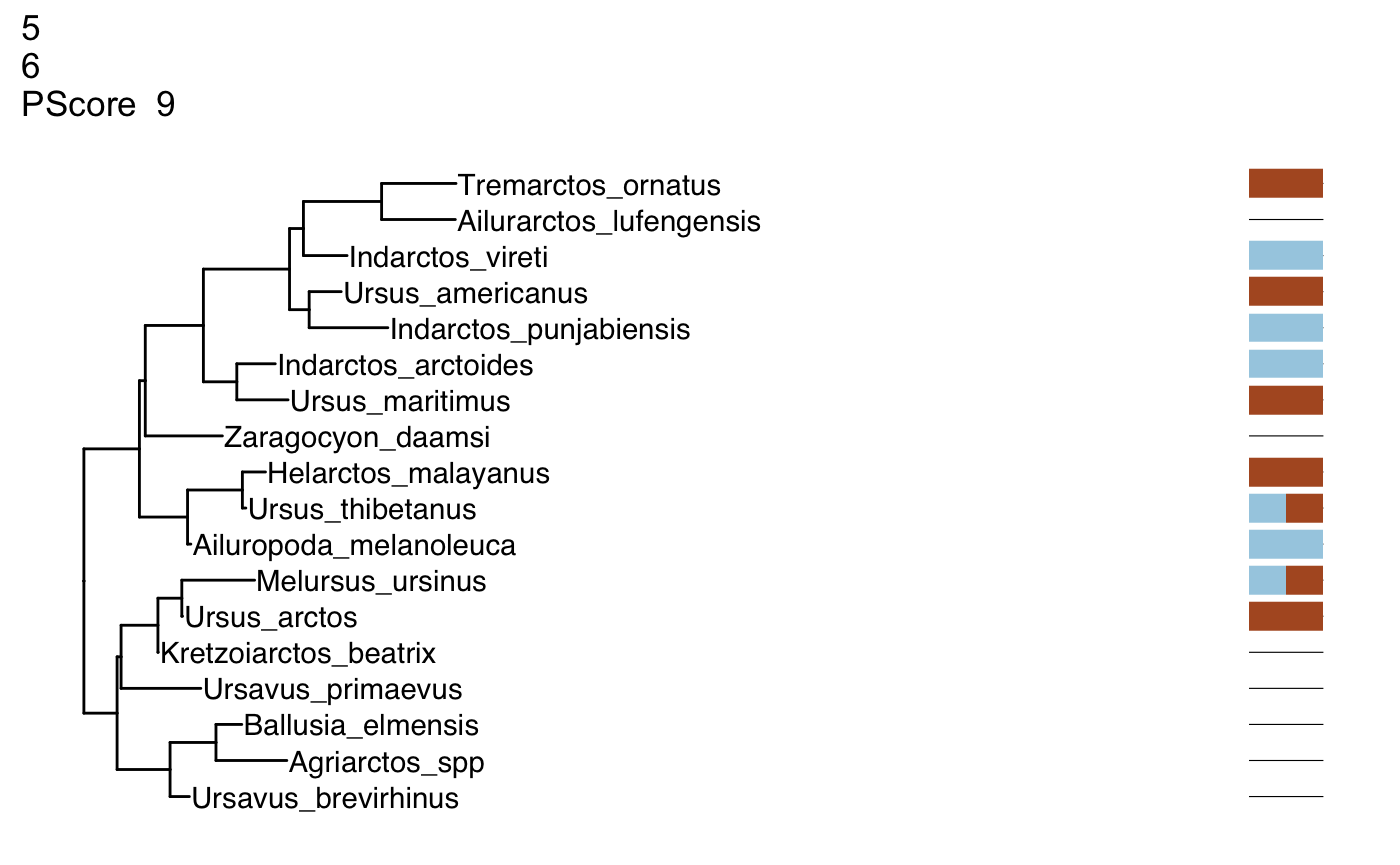 5
6
PScore 9
Tremarctos_ornatus
Ailurarctos_lufengensis
Indarctos_vireti
Ursus_americanus
Indarctos_punjabiensis
Indarctos_arctoides
Ursus_maritimus
Zaragocyon_daamsi
Helarctos_malayanus
Ursus_thibetanus
Ailuropoda_melanoleuca
Melursus_ursinus
Ursus_arctos
Kretzoiarctos_beatrix
Ursavus_primaevus
Ballusia_elmensis
Agriarctos_spp
Ursavus_brevirhinus